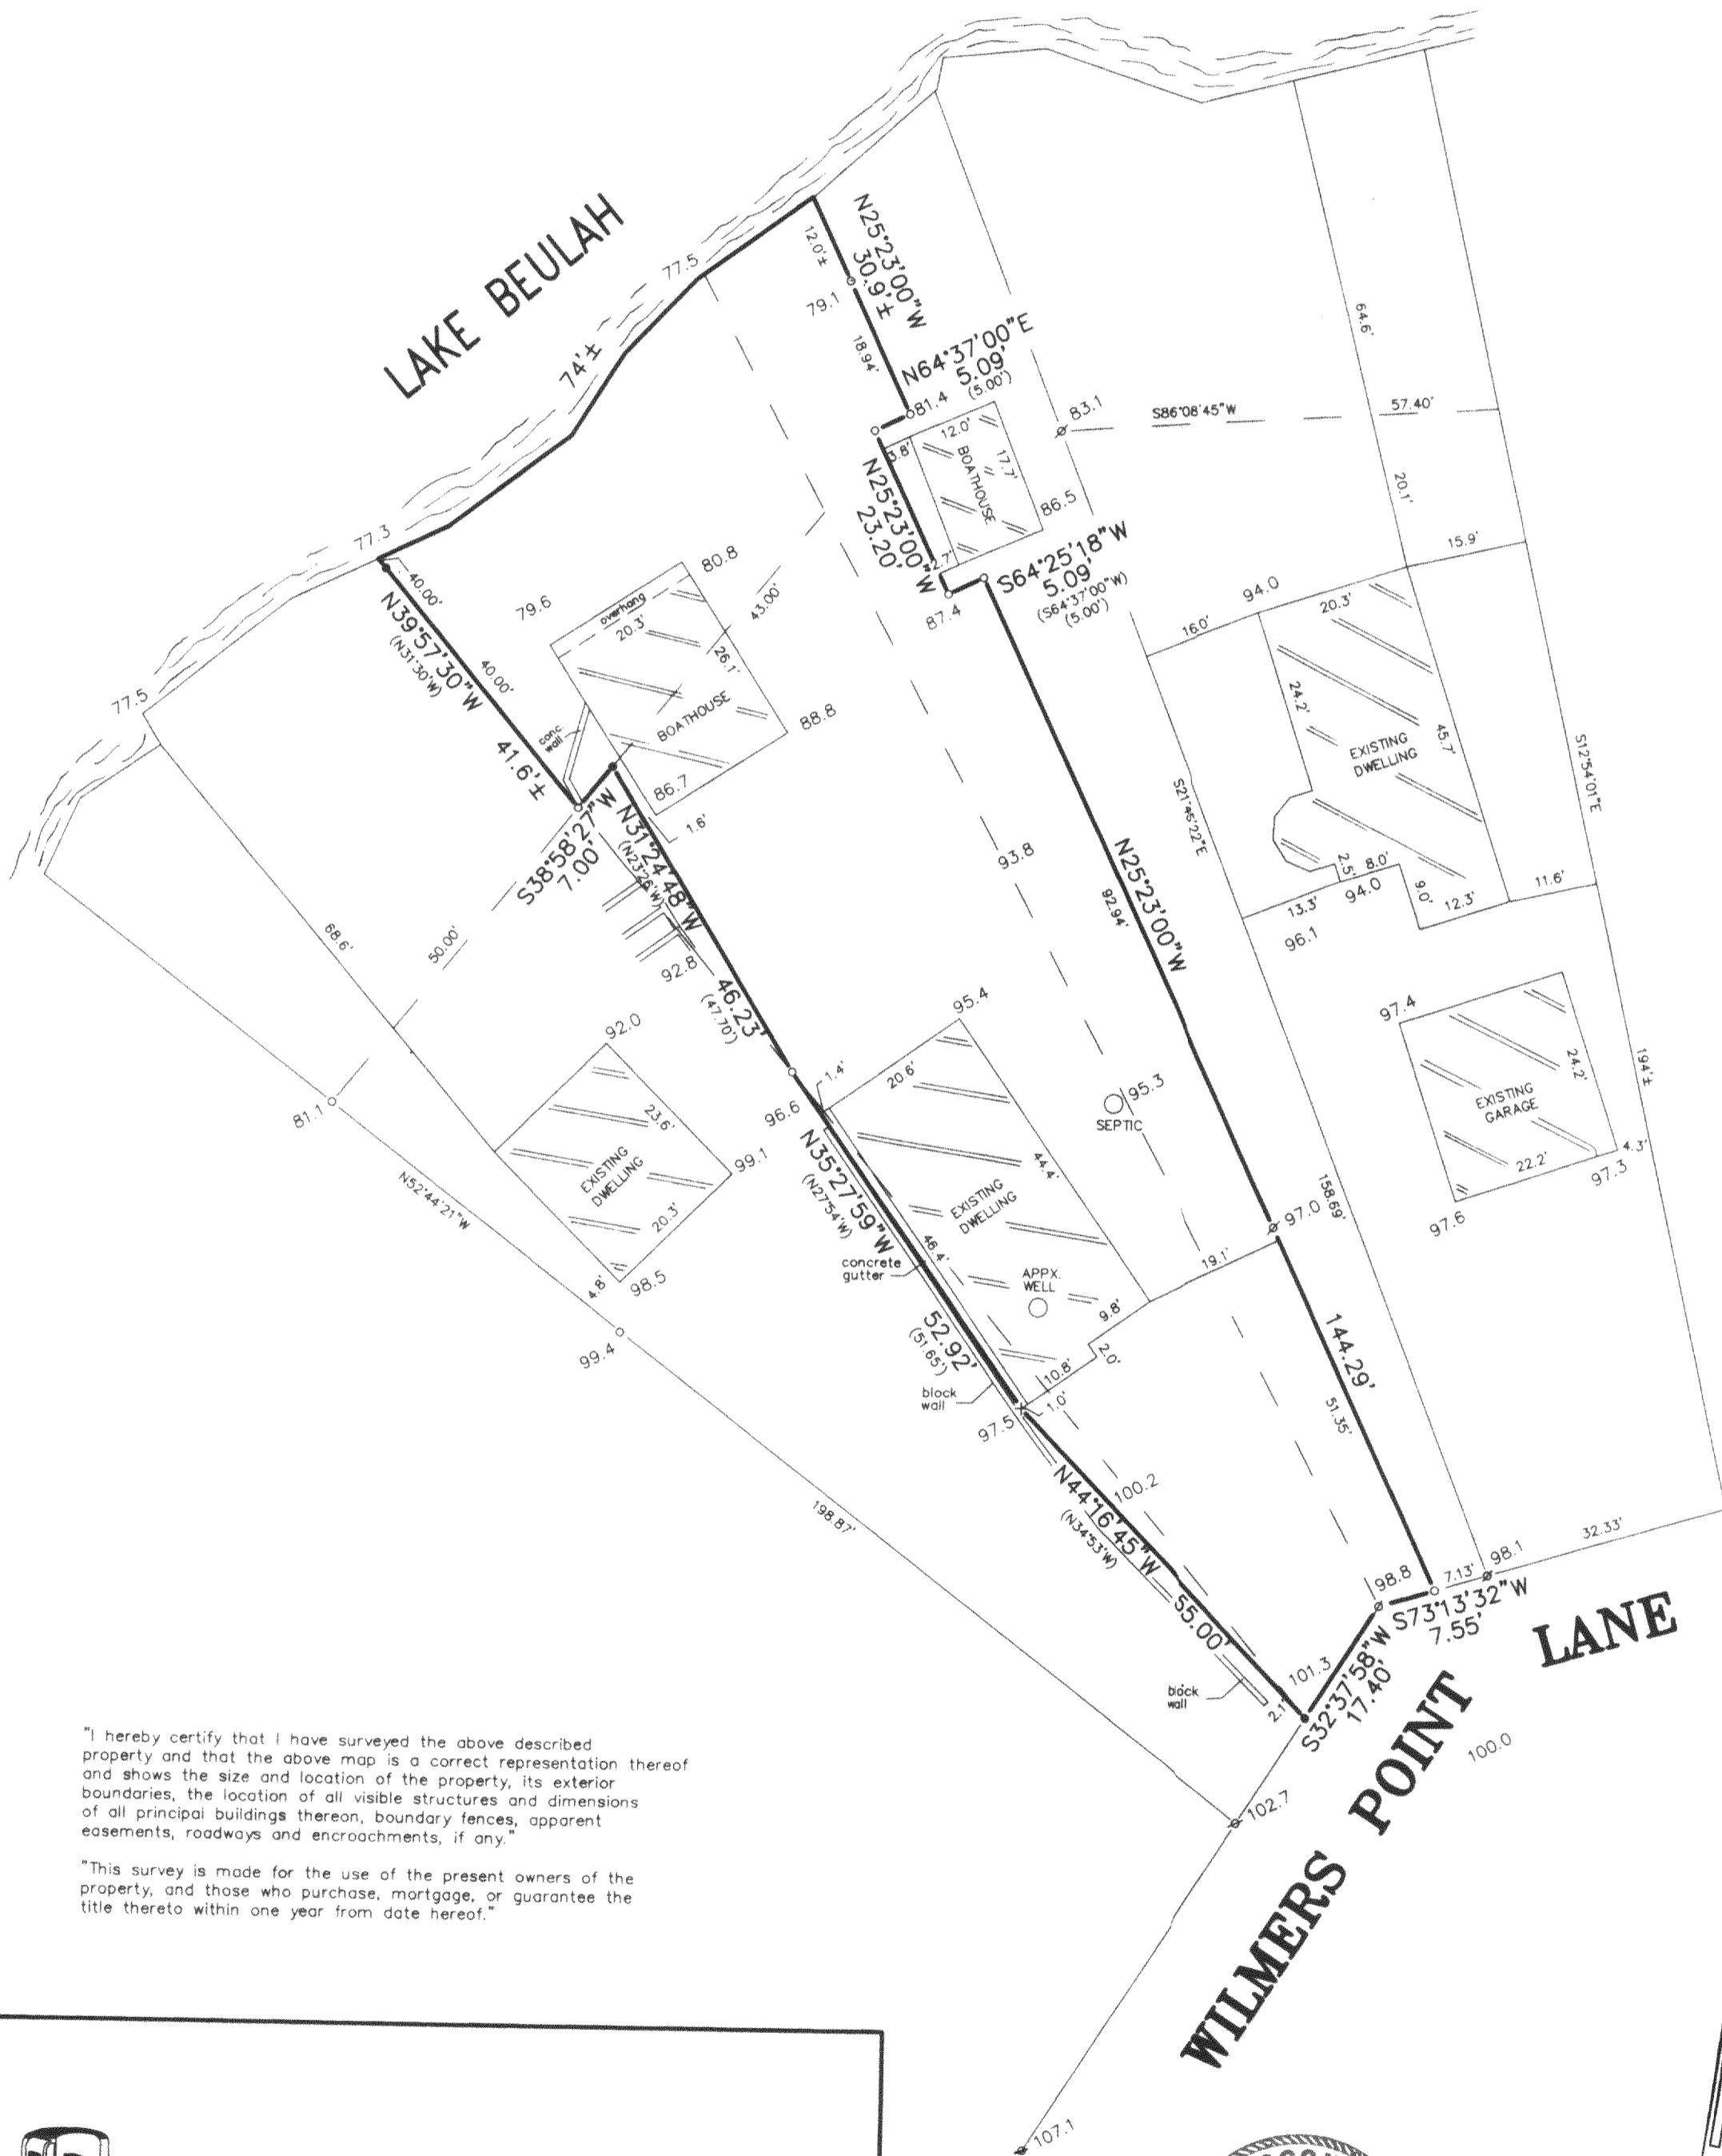 LAKE BEULAH
77.5
74'±
77.3
77.5
12.0'±
N25°23'00"W
30.9'±
79.1
18.94'
N64°37'00"E
5.09'
(5.00')
81.4
83.1
S86°08'45"W
57.40'
64.6'
20.1'
15.9'
12.0'
3.8'
17.7'
BOATHOUSE
86.5
2.7'
N25°23'00"W
23.20'
87.4
S64°25'18"W
5.09'
(S64°37'00"W)
(5.00')
40.00'
N39°57'30"W
(N31°30'W)
40.00'
41.6'±
79.6
80.8
overhang
20.3'
26.1'
43.00'
BOATHOUSE
88.8
86.7
conc.
wall
1.6'
S38°58'27"W
7.00'
N31°24'48"W
(N23°26'W)
46.23'
(47.70')
92.8
68.6'
50.00'
81.1
N52°44'21"W
92.0
23.6'
99.1
EXISTING
DWELLING
20.3'
98.5
4.8'
99.4
198.87'
93.8
N25°23'00"W
92.94'
95.4
20.6'
1.4'
96.6
N35°27'59"W
(N27°54'W)
44.4'
EXISTING
DWELLING
46.4'
concrete
gutter
APPX.
WELL
95.3
SEPTIC
97.0
19.1'
9.8'
2.0'
10.8'
1.0'
52.92'
(51.65')
block
wall
97.5
94.0
16.0'
20.3'
24.2'
EXISTING
DWELLING
45.7'
S21°46'22"E
S12°54'01"E
2.5'
8.0'
94.0
9.0'
12.3'
11.6'
13.3'
96.1
97.4
EXISTING
GARAGE
24.2'
194'±
4.3'
22.2'
97.3
97.6
158.69'
144.29'
51.35'
N44°16'45"W
(N34°53'W)
100.2
55.00'
block
wall
2.1'
101.3
98.8
7.13'
98.1
32.33'
S73°13'32"W
7.55'
S32°37'58"W
17.40'
100.0
102.7
107.1
WILMERS POINT LANE
"I hereby certify that I have surveyed the above described
property and that the above map is a correct representation thereof
and shows the size and location of the property, its exterior
boundaries, the location of all visible structures and dimensions
of all principal buildings thereon, boundary fences, apparent
easements, roadways and encroachments, if any."
"This survey is made for the use of the present owners of the
property, and those who purchase, mortgage, or guarantee the
title thereto within one year from date hereof."